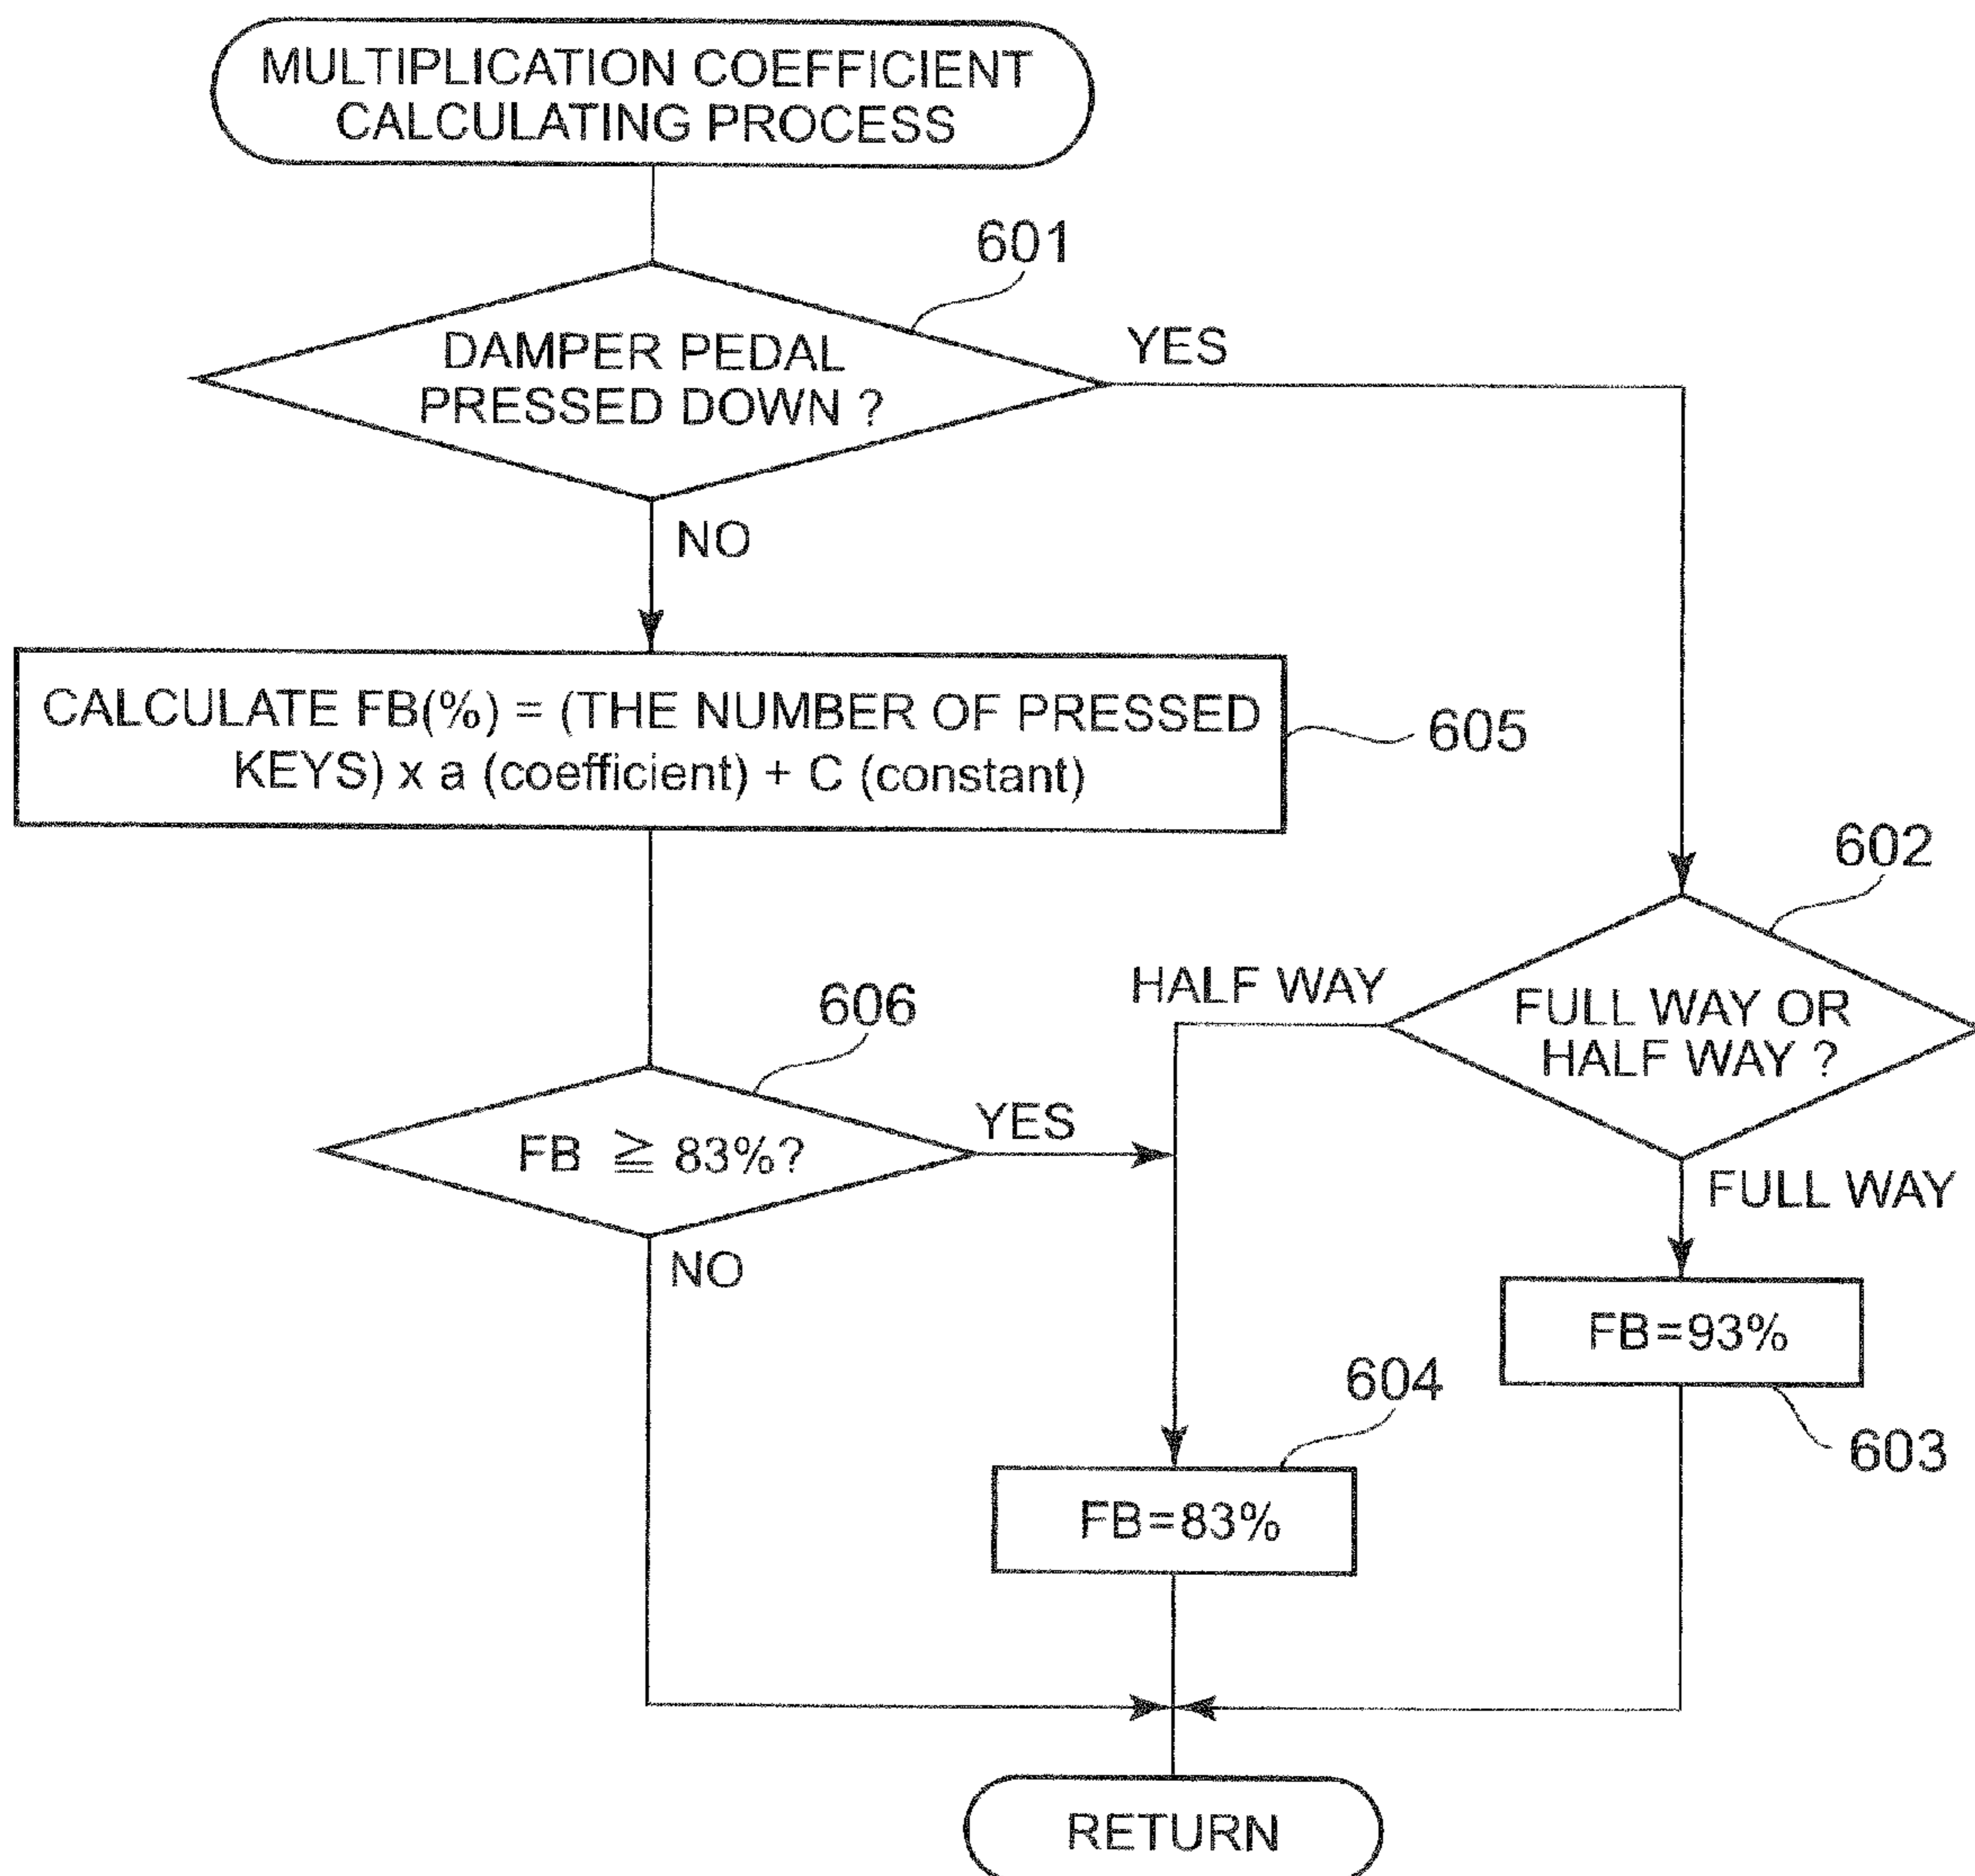 MULTIPLICATION COEFFICIENT
CALCULATING PROCESS
601
DAMPER PEDAL
PRESSED DOWN ?
YES
NO
CALCULATE FB(%) = (THE NUMBER OF PRESSED
KEYS) x a (coefficient) + C (constant)
605
602
FULL WAY OR
HALF WAY ?
HALF WAY
FULL WAY
606
FB ≧ 83%?
YES
NO
FB=93%
603
604
FB=83%
RETURN